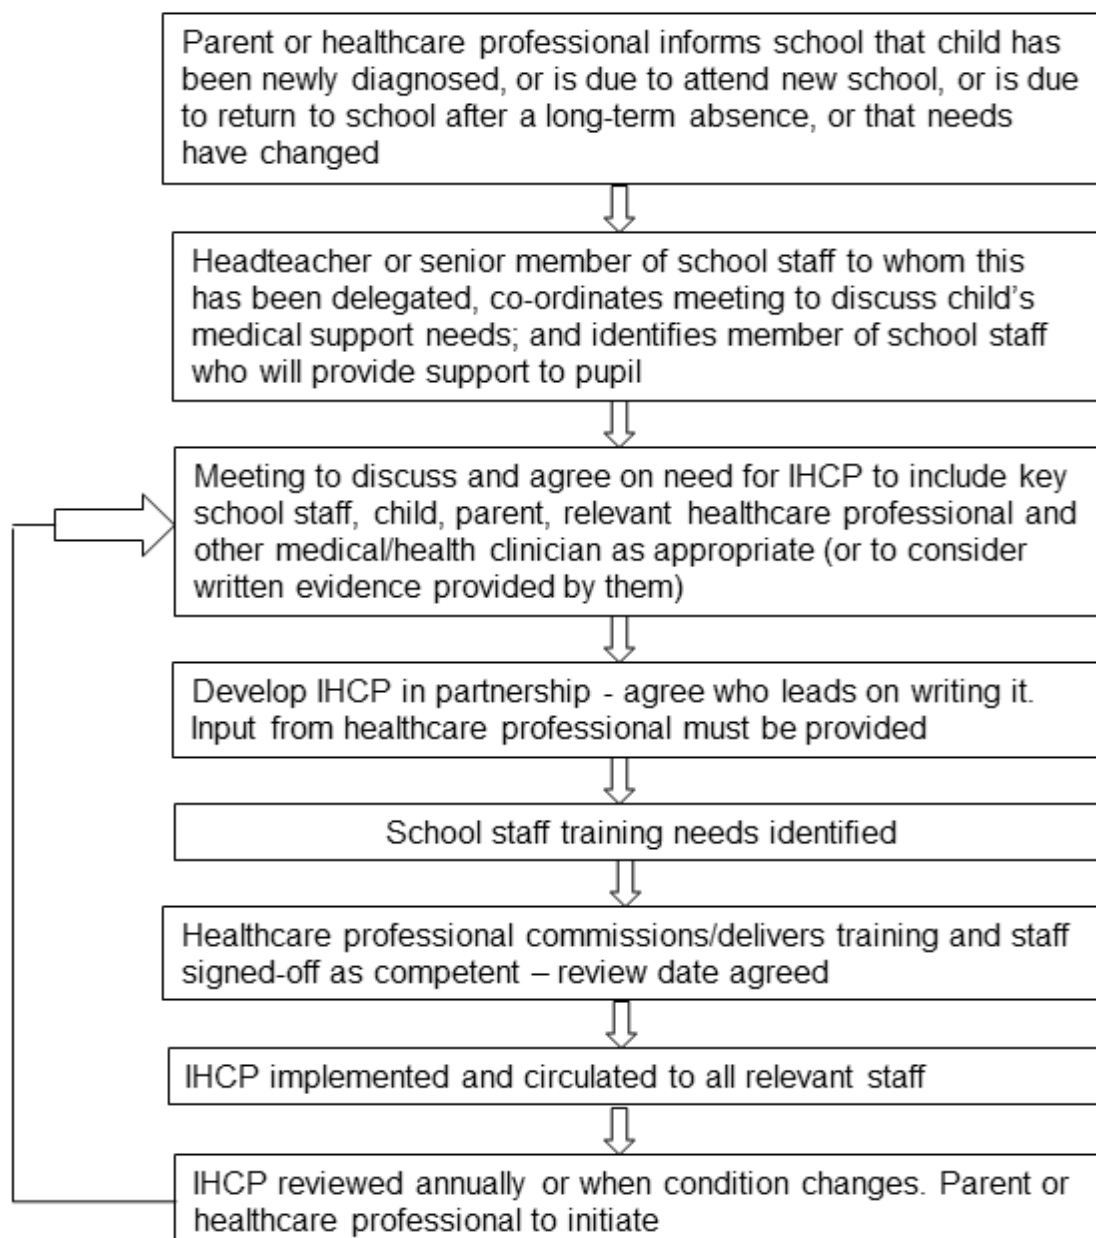 Parent or healthcare professional informs school that child has
been newly diagnosed, or is due to attend new school, or is due
to return to school after a long-term absence, or that needs
have changed
Headteacher or senior member of school staff to whom this
has been delegated, co-ordinates meeting to discuss child's
medical support needs; and identifies member of school staff
who will provide support to pupil
Meeting to discuss and agree on need for IHCP to include key
school staff, child, parent, relevant healthcare professional and
other medical/health clinician as appropriate (or to consider
written evidence provided by them)
Develop IHCP in partnership - agree who leads on writing it.
Input from healthcare professional must be provided
School staff training needs identified
Healthcare professional commissions/delivers training and staff
signed-off as competent – review date agreed
IHCP implemented and circulated to all relevant staff
IHCP reviewed annually or when condition changes. Parent or
healthcare professional to initiate